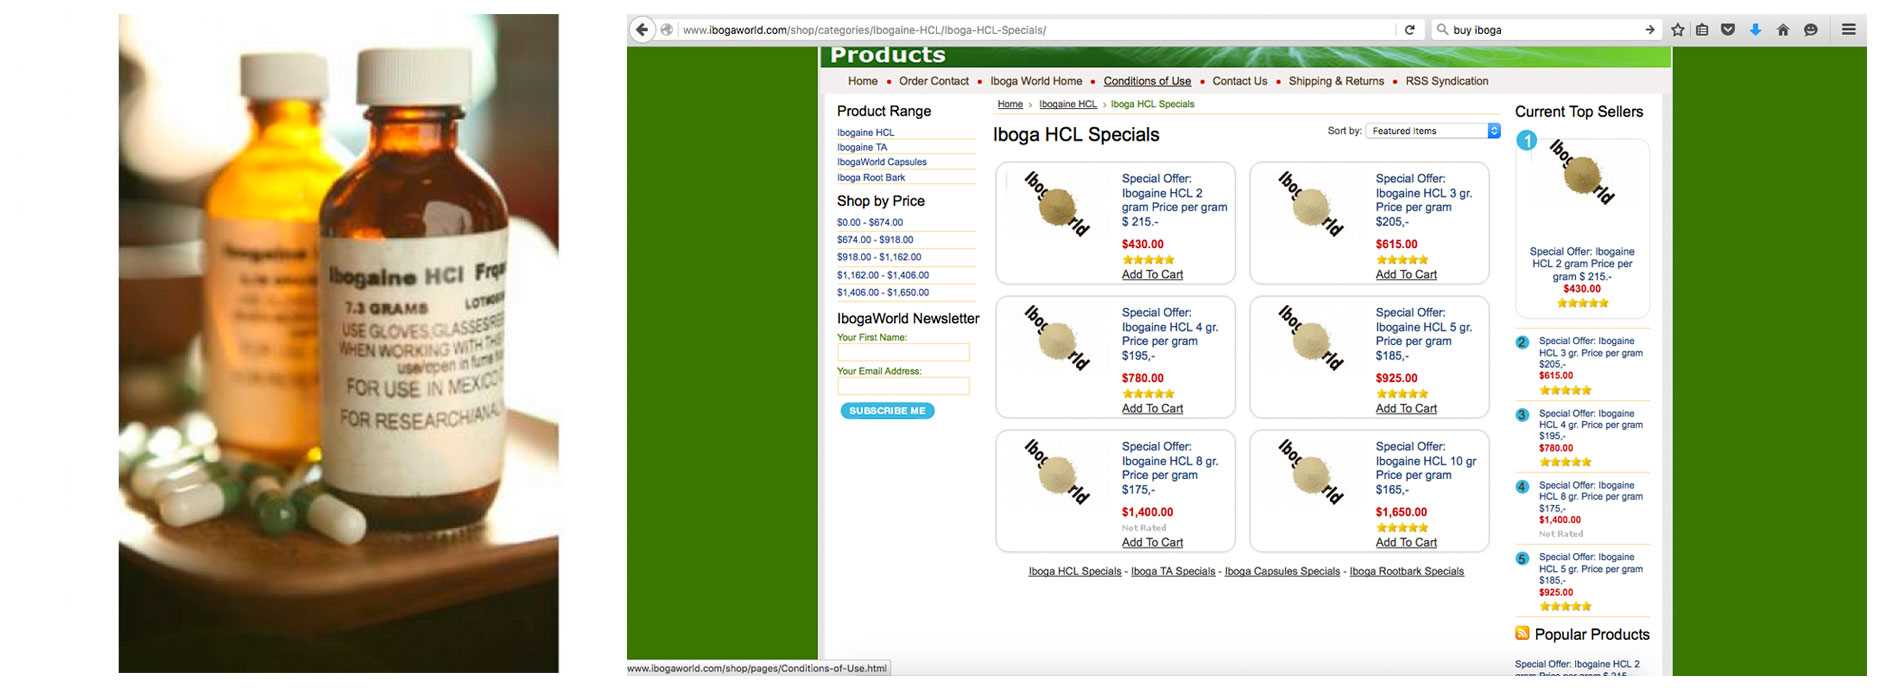 Ibogaine HCl
7.3 GRAMS
USE GLOVES, GLASSES
WHEN WORKING WITH
use/open in fume
FOR USE IN MEXICO
FOR RESEARCH/
www.ibogaworld.com/shop/categories/Ibogaine-HCL/Iboga-HCL-Specials/
buy iboga
Products
Home • Order Contact • Iboga World Home • Conditions of Use • Contact Us • Shipping & Returns • RSS Syndication
Product Range
Ibogaine HCL
Ibogaine TA
IbogaWorld Capsules
Iboga Root Bark
Shop by Price
$0.00 - $674.00
$674.00 - $918.00
$918.00 - $1,162.00
$1,162.00 - $1,406.00
$1,406.00 - $1,650.00
IbogaWorld Newsletter
Your First Name:
Your Email Address:
SUBSCRIBE ME
Home › Ibogaine HCL › Iboga HCL Specials
Iboga HCL Specials
Sort by: Featured Items
Special Offer:
Ibogaine HCL 2
gram Price per gram
$ 215.-
$430.00
Add To Cart
Special Offer:
Ibogaine HCL 3 gr.
Price per gram
$205,-
$615.00
Add To Cart
Special Offer:
Ibogaine HCL 4 gr.
Price per gram
$195,-
$780.00
Add To Cart
Special Offer:
Ibogaine HCL 5 gr.
Price per gram
$185,-
$925.00
Add To Cart
Special Offer:
Ibogaine HCL 8 gr.
Price per gram
$175,-
$1,400.00
Not Rated
Add To Cart
Special Offer:
Ibogaine HCL 10 gr
Price per gram
$165,-
$1,650.00
Add To Cart
Iboga HCL Specials - Iboga TA Specials - Iboga Capsules Specials - Iboga Rootbark Specials
Current Top Sellers
1
Special Offer: Ibogaine
HCL 2 gram Price per
gram $ 215.-
$430.00
2
Special Offer: Ibogaine
HCL 3 gr. Price per gram
$205,-
$615.00
3
Special Offer: Ibogaine
HCL 4 gr. Price per gram
$195,-
$780.00
4
Special Offer: Ibogaine
HCL 8 gr. Price per gram
$175,-
$1,400.00
Not Rated
5
Special Offer: Ibogaine
HCL 5 gr. Price per gram
$185,-
$925.00
Popular Products
Special Offer: Ibogaine HCL 2
gram Price per gram $ 215.-
www.ibogaworld.com/shop/pages/Conditions-of-Use.html